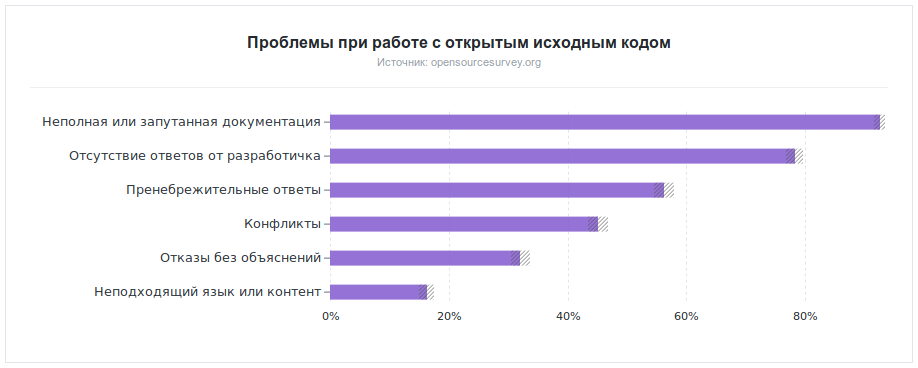 Проблемы при работе с открытым исходным кодом
Источник: opensourcesurvey.org
Неполная или запутанная документация
Отсутствие ответов от разработичка
Пренебрежительные ответы
Конфликты
Отказы без объяснений
Неподходящий язык или контент
0% 20% 40% 60% 80%